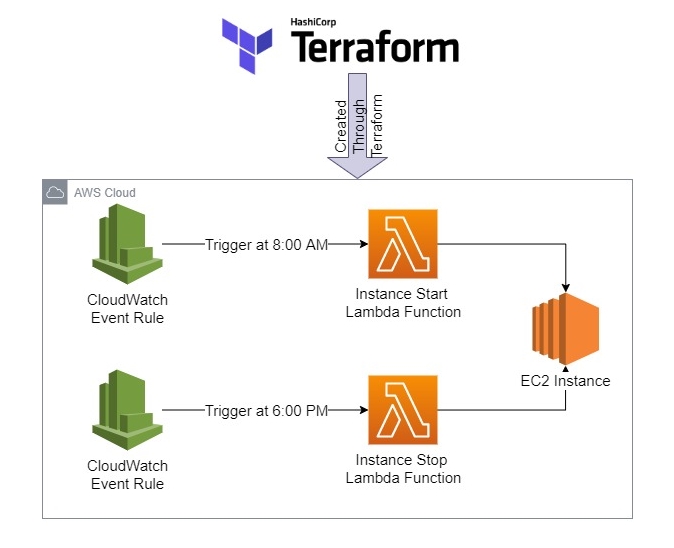 HashiCorp
Terraform
Created
Through
Terraform
AWS Cloud
Trigger at 8:00 AM
CloudWatch
Event Rule
Instance Start
Lambda Function
EC2 Instance
Trigger at 6:00 PM
CloudWatch
Event Rule
Instance Stop
Lambda Function